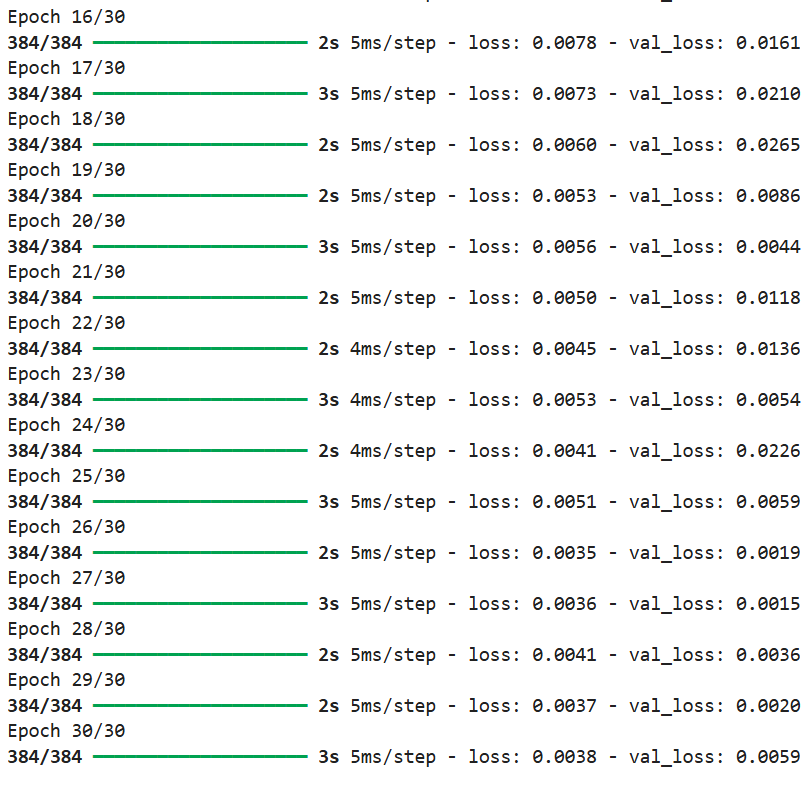 Epoch 16/30
384/384 ━━━━━━━━━━━━━━━━━━━━ 2s 5ms/step - loss: 0.0078 - val_loss: 0.0161
Epoch 17/30
384/384 ━━━━━━━━━━━━━━━━━━━━ 3s 5ms/step - loss: 0.0073 - val_loss: 0.0210
Epoch 18/30
384/384 ━━━━━━━━━━━━━━━━━━━━ 2s 5ms/step - loss: 0.0060 - val_loss: 0.0265
Epoch 19/30
384/384 ━━━━━━━━━━━━━━━━━━━━ 2s 5ms/step - loss: 0.0053 - val_loss: 0.0086
Epoch 20/30
384/384 ━━━━━━━━━━━━━━━━━━━━ 3s 5ms/step - loss: 0.0056 - val_loss: 0.0044
Epoch 21/30
384/384 ━━━━━━━━━━━━━━━━━━━━ 2s 5ms/step - loss: 0.0050 - val_loss: 0.0118
Epoch 22/30
384/384 ━━━━━━━━━━━━━━━━━━━━ 2s 4ms/step - loss: 0.0045 - val_loss: 0.0136
Epoch 23/30
384/384 ━━━━━━━━━━━━━━━━━━━━ 3s 4ms/step - loss: 0.0053 - val_loss: 0.0054
Epoch 24/30
384/384 ━━━━━━━━━━━━━━━━━━━━ 2s 4ms/step - loss: 0.0041 - val_loss: 0.0226
Epoch 25/30
384/384 ━━━━━━━━━━━━━━━━━━━━ 3s 5ms/step - loss: 0.0051 - val_loss: 0.0059
Epoch 26/30
384/384 ━━━━━━━━━━━━━━━━━━━━ 2s 5ms/step - loss: 0.0035 - val_loss: 0.0019
Epoch 27/30
384/384 ━━━━━━━━━━━━━━━━━━━━ 3s 5ms/step - loss: 0.0036 - val_loss: 0.0015
Epoch 28/30
384/384 ━━━━━━━━━━━━━━━━━━━━ 2s 5ms/step - loss: 0.0041 - val_loss: 0.0036
Epoch 29/30
384/384 ━━━━━━━━━━━━━━━━━━━━ 2s 5ms/step - loss: 0.0037 - val_loss: 0.0020
Epoch 30/30
384/384 ━━━━━━━━━━━━━━━━━━━━ 3s 5ms/step - loss: 0.0038 - val_loss: 0.0059